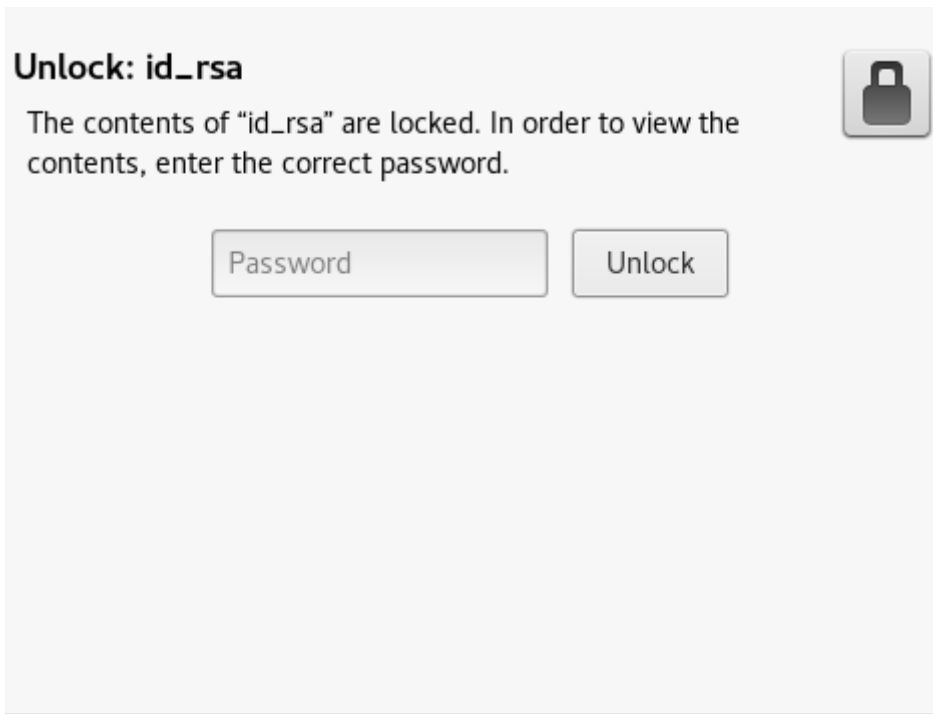 Unlock: id_rsa
The contents of “id_rsa” are locked. In order to view the
contents, enter the correct password.
Password
Unlock